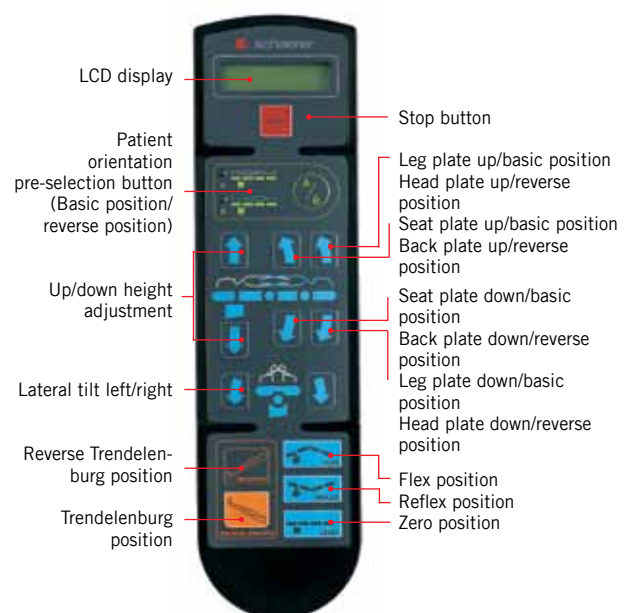 schaerer
LCD display
Stop button
Patient
orientation
pre-selection button
(Basic position/
reverse position)
Leg plate up/basic position
Head plate up/reverse
position
Seat plate up/basic position
Back plate up/reverse
position
Up/down height
adjustment
Seat plate down/basic
position
Back plate down/reverse
position
Leg plate down/basic
position
Head plate down/reverse
position
Lateral tilt left/right
Reverse Trendelen-
burg position
Trendelenburg
position
Flex position
Reflex position
Zero position
A/B